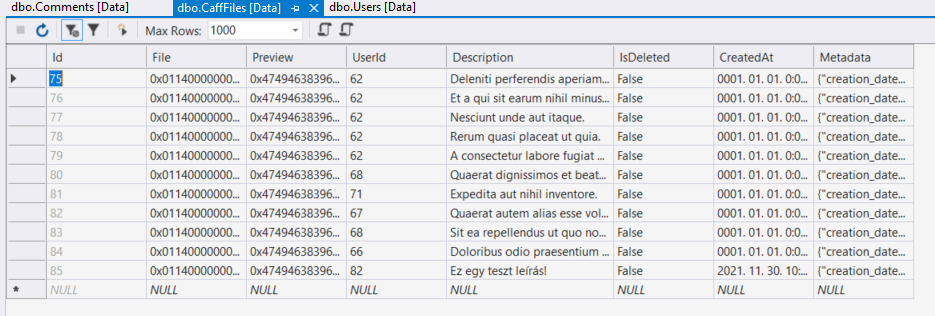 dbo.Comments [Data] dbo.CaffFiles [Data] dbo.Users [Data]
Max Rows: 1000
Id File Preview UserId Description IsDeleted CreatedAt Metadata
75 0x01140000000... 0x47494638396... 62 Deleniti perferendis aperiam... False 0001. 01. 01. 0:0... {"creation_date...
76 0x01140000000... 0x47494638396... 62 Et a qui sit earum nihil minus... False 0001. 01. 01. 0:0... {"creation_date...
77 0x01140000000... 0x47494638396... 62 Nesciunt unde aut itaque. False 0001. 01. 01. 0:0... {"creation_date...
78 0x01140000000... 0x47494638396... 62 Rerum quasi placeat ut quia. False 0001. 01. 01. 0:0... {"creation_date...
79 0x01140000000... 0x47494638396... 62 A consectetur labore fugiat ... False 0001. 01. 01. 0:0... {"creation_date...
80 0x01140000000... 0x47494638396... 68 Quaerat dignissimos et beat... False 0001. 01. 01. 0:0... {"creation_date...
81 0x01140000000... 0x47494638396... 71 Expedita aut nihil inventore. False 0001. 01. 01. 0:0... {"creation_date...
82 0x01140000000... 0x47494638396... 67 Quaerat autem alias esse vol... False 0001. 01. 01. 0:0... {"creation_date...
83 0x01140000000... 0x47494638396... 68 Sit ea repellendus ut quo no... False 0001. 01. 01. 0:0... {"creation_date...
84 0x01140000000... 0x47494638396... 66 Doloribus odio praesentium ... False 0001. 01. 01. 0:0... {"creation_date...
85 0x01140000000... 0x47494638396... 82 Ez egy teszt leírás! False 2021. 11. 30. 10:... {"creation_date...
NULL NULL NULL NULL NULL NULL NULL NULL